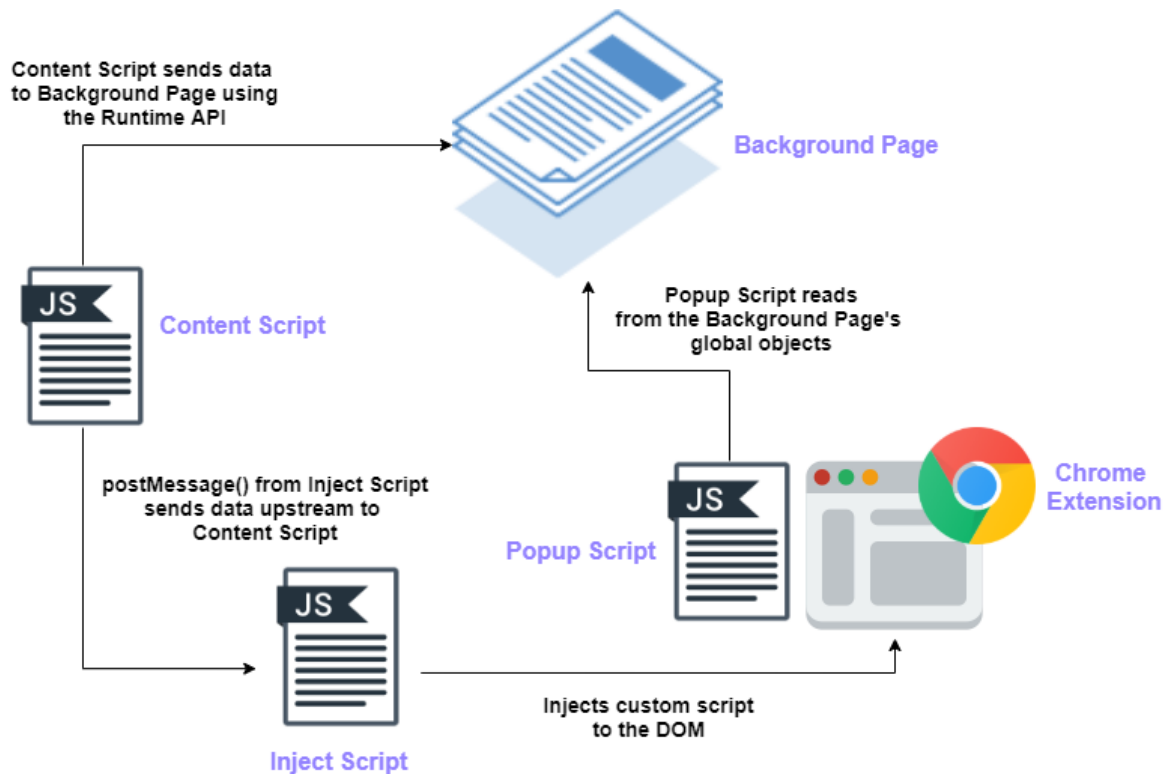 Content Script sends data
to Background Page using
the Runtime API
Background Page
JS
Content Script
Popup Script reads
from the Background Page's
global objects
postMessage() from Inject Script
sends data upstream to
Content Script
JS
Popup Script
Chrome
Extension
JS
Inject Script
Injects custom script
to the DOM